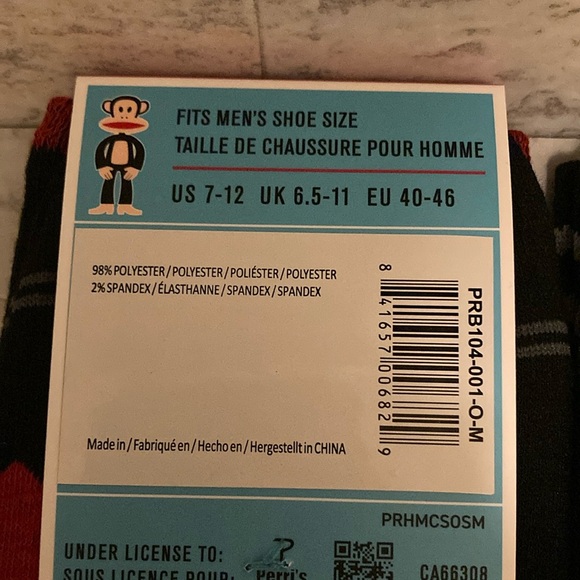 FITS MEN'S SHOE SIZE
TAILLE DE CHAUSSURE POUR HOMME
US 7-12 UK 6.5-11 EU 40-46
98% POLYESTER / POLYESTER / POLIÉSTER / POLYESTER
2% SPANDEX / ÉLASTHANNE / SPANDEX / SPANDEX
8 41657 00682 9
PRB104-001-O-M
Made in / Fabriqué en / Hecho en / Hergestellt in CHINA
PRHMCSOSM
UNDER LICENSE TO:
SOUS LICENCE POUR:
Perri's
CA66308